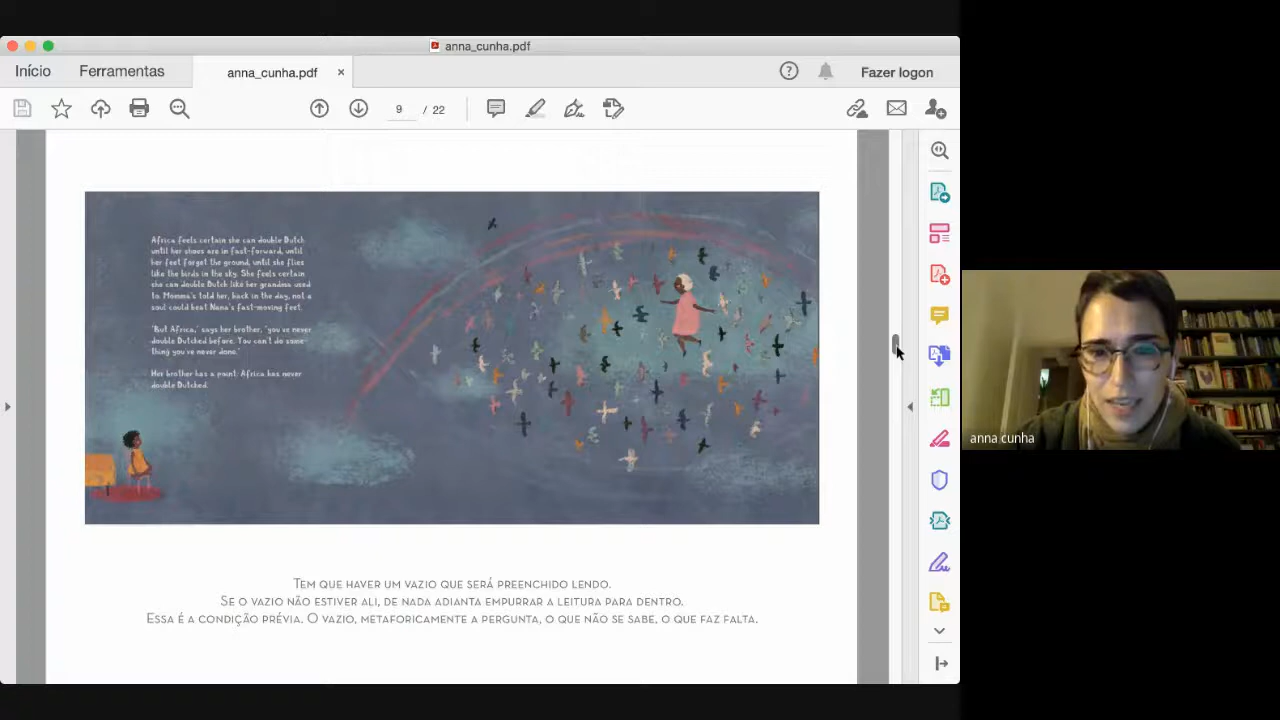 anna_cunha.pdf
Início
Ferramentas
anna_cunha.pdf
×
?
Fazer logon
9
/ 22
Africa feels certain she can double Dutch
until her shoes are in fast-forward, until
her feet forget the ground, until she flies
like the birds in the sky. She feels certain
she can double Dutch like her grandma used
to. Momma's told her, back in the day, not a
soul could beat Nana's fast-moving feet.
"But Africa," says her brother, "you've never
double Dutched before. You can't do some-
thing you've never done."
Her brother has a point. Africa has never
double Dutched.
TEM QUE HAVER UM VAZIO QUE SERÁ PREENCHIDO LENDO.
SE O VAZIO NÃO ESTIVER ALI, DE NADA ADIANTA EMPURRAR A LEITURA PARA DENTRO.
ESSA É A CONDIÇÃO PRÉVIA. O VAZIO, METAFORICAMENTE A PERGUNTA, O QUE NÃO SE SABE, O QUE FAZ FALTA.
anna cunha